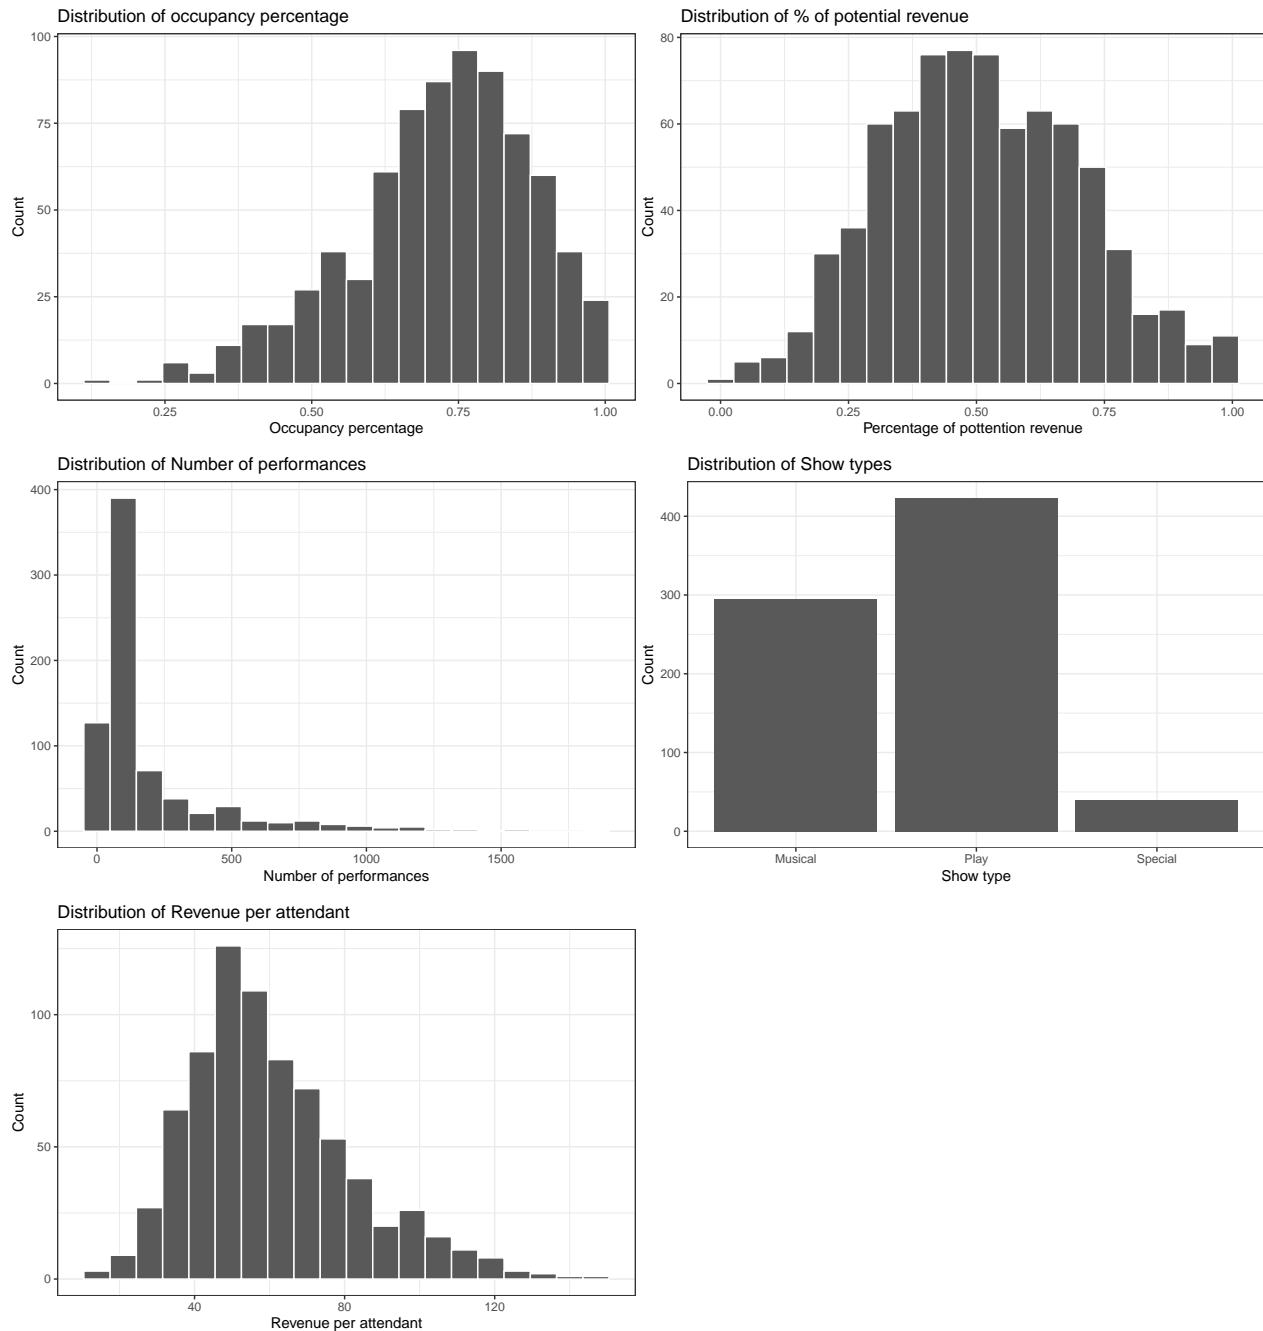 Distribution of occupancy percentage
100
75
50
25
0
Count
0.25 0.50 0.75 1.00
Occupancy percentage
Distribution of % of potential revenue
80
60
40
20
0
Count
0.00 0.25 0.50 0.75 1.00
Percentage of pottention revenue
Distribution of Number of performances
400
300
200
100
0
Count
0 500 1000 1500
Number of performances
Distribution of Show types
400
300
200
100
0
Count
Musical Play Special
Show type
Distribution of Revenue per attendant
100
50
0
Count
40 80 120
Revenue per attendant